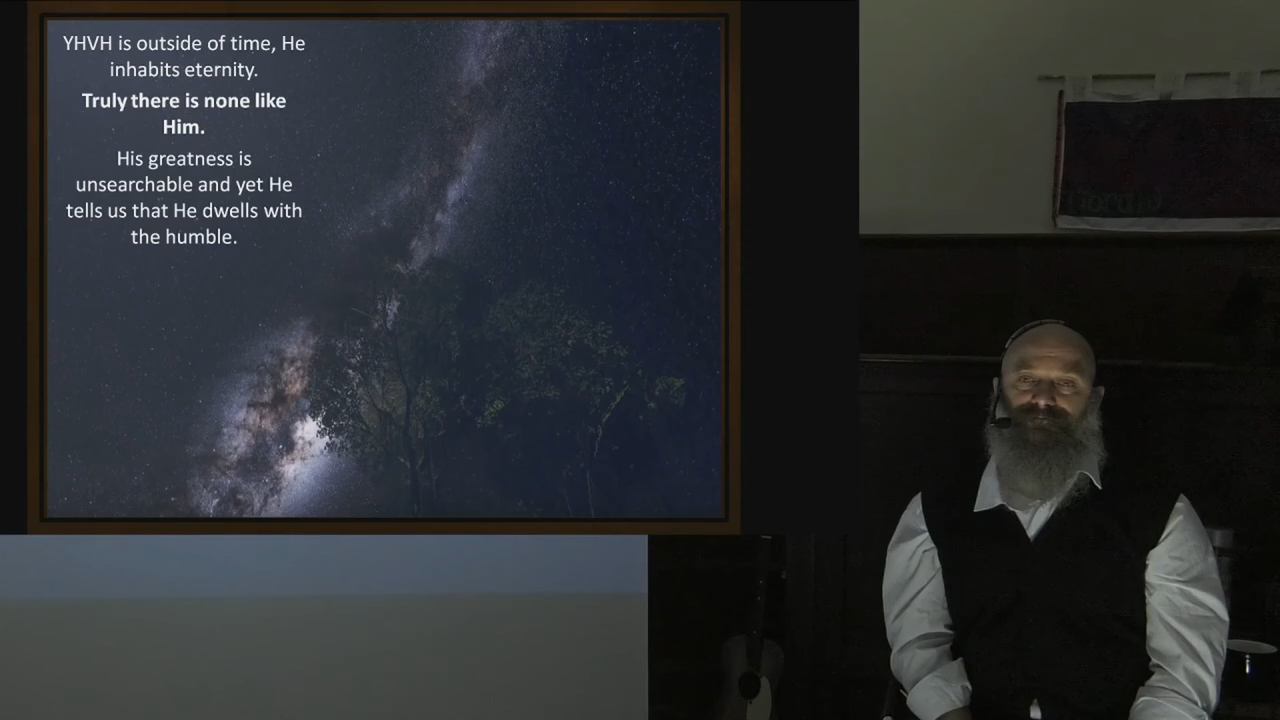 YHVH is outside of time, He
inhabits eternity.
Truly there is none like
Him.
His greatness is
unsearchable and yet He
tells us that He dwells with
the humble.